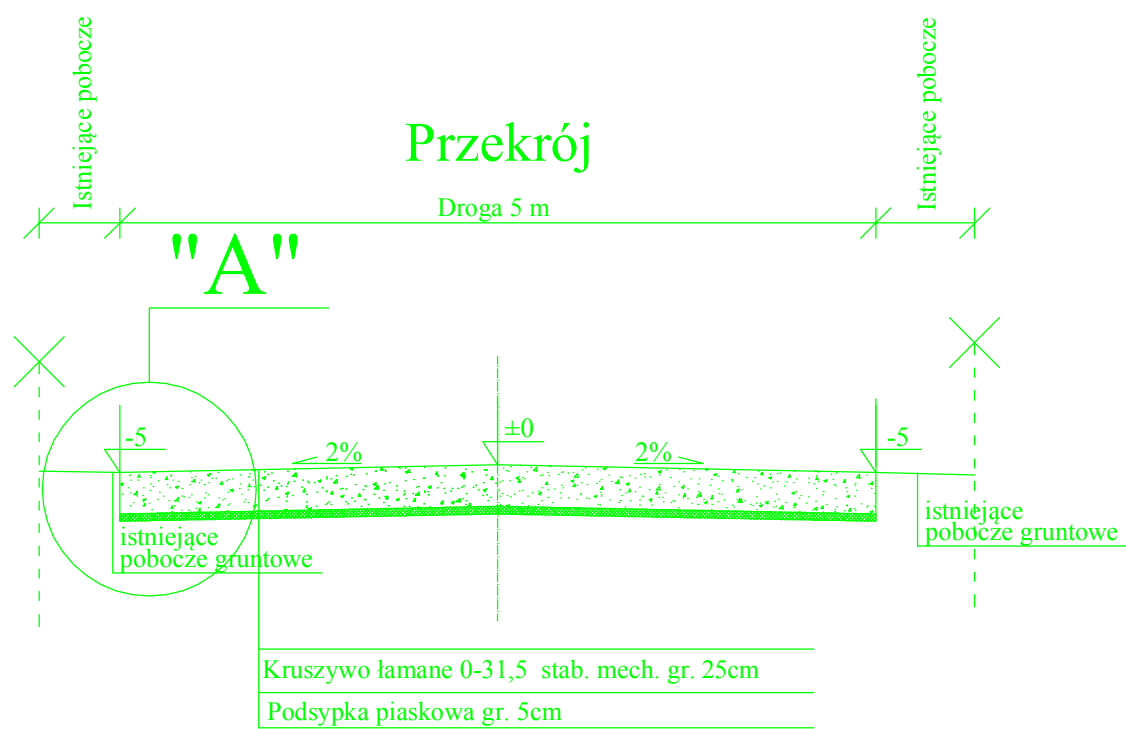 Istniejące pobocze
Istniejące pobocze
Przekrój
Droga 5 m
"A"
-5
2%
±0
2%
-5
istniejące
pobocze gruntowe
istniejące
pobocze gruntowe
Kruszywo łamane 0-31,5 stab. mech. gr. 25cm
Podsypka piaskowa gr. 5cm